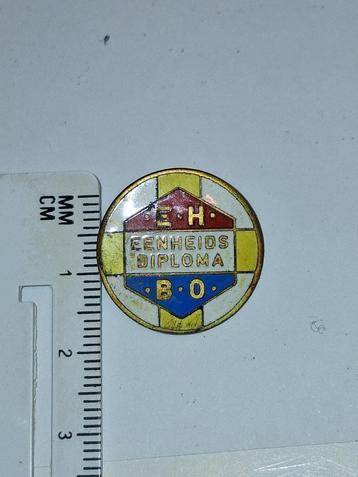 ·E·H·
EENHEIDS
DIPLOMA
·B·O·
MM
CM
1
2
3